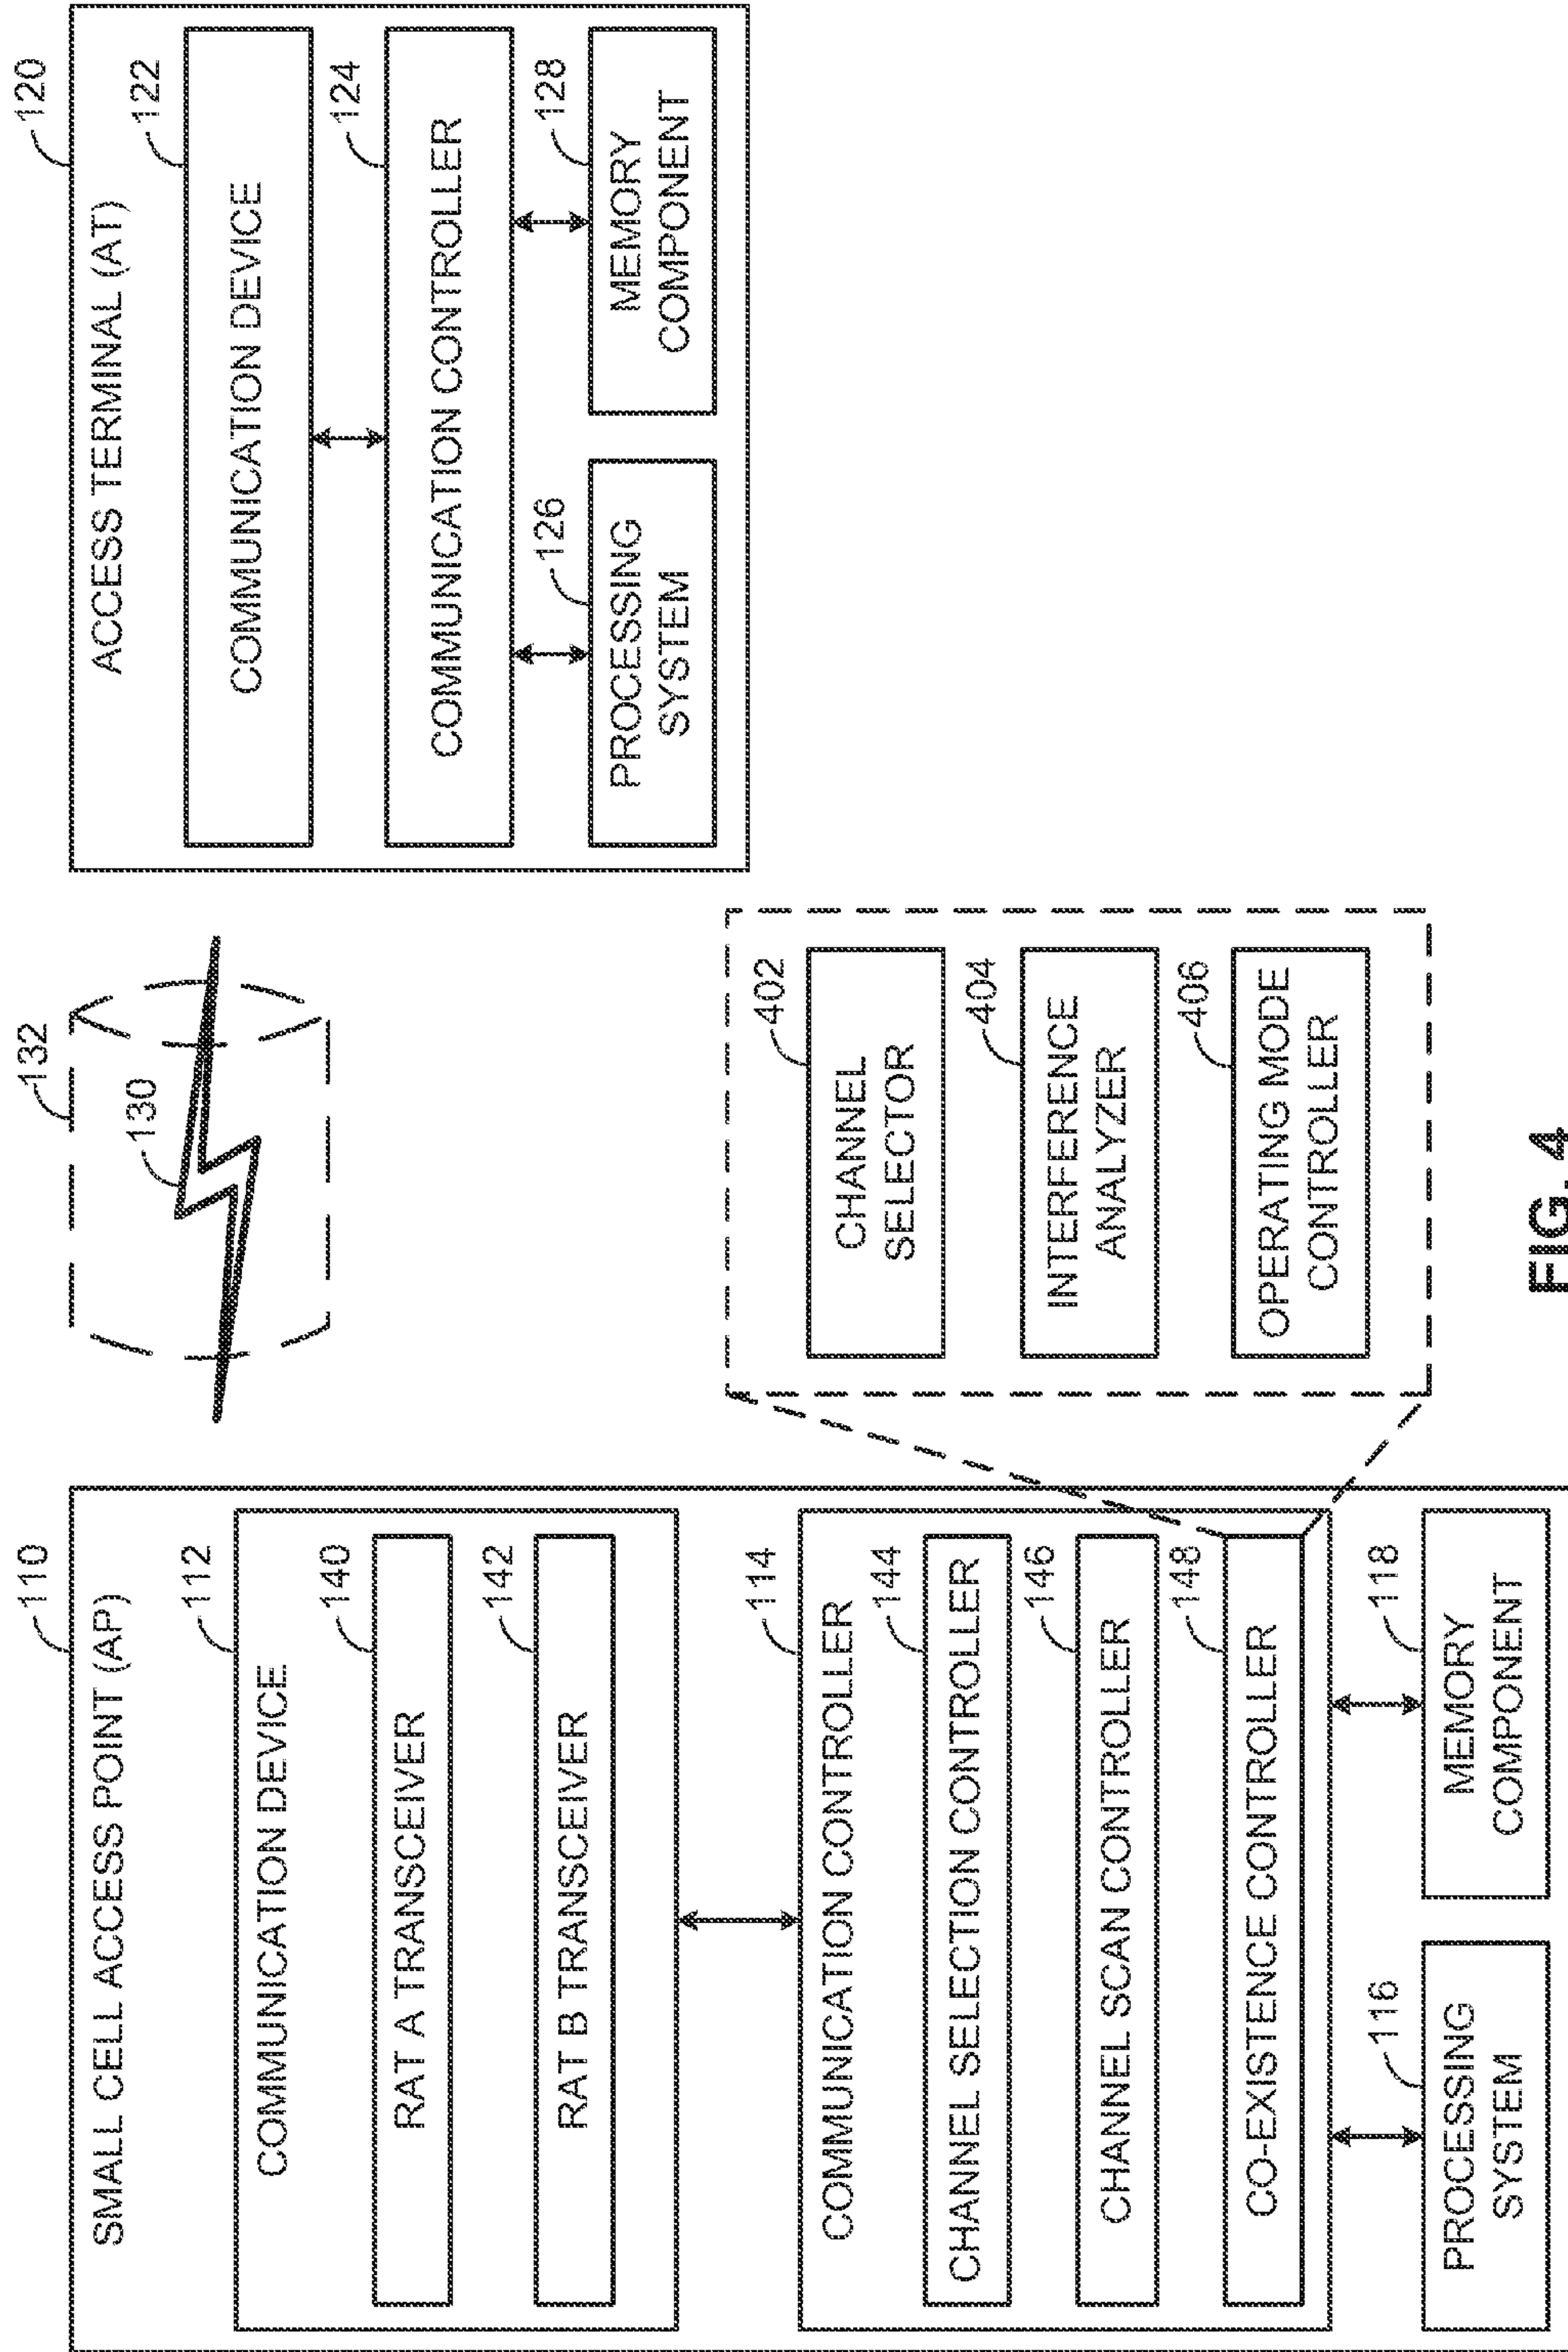 SMALL CELL ACCESS POINT (AP)
110
COMMUNICATION DEVICE
112
RAT A TRANSCEIVER
140
RAT B TRANSCEIVER
142
COMMUNICATION CONTROLLER
114
CHANNEL SELECTION CONTROLLER
144
CHANNEL SCAN CONTROLLER
146
CO-EXISTENCE CONTROLLER
148
PROCESSING
SYSTEM
116
MEMORY
COMPONENT
118
132
130
CHANNEL
SELECTOR
402
INTERFERENCE
ANALYZER
404
OPERATING MODE
CONTROLLER
406
ACCESS TERMINAL (AT)
120
COMMUNICATION DEVICE
122
COMMUNICATION CONTROLLER
124
PROCESSING
SYSTEM
126
MEMORY
COMPONENT
128
FIG. 4